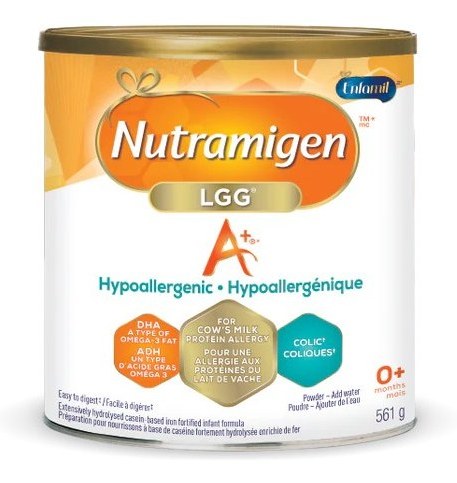 Enfamil
Nutramigen
TM+
mc
LGG®
A+®*
Hypoallergenic • Hypoallergénique
DHA
A TYPE OF
OMEGA-3 FAT
ADH
UN TYPE
D'ACIDE GRAS
OMÉGA 3
FOR
COW'S MILK
PROTEIN ALLERGY
POUR UNE
ALLERGIE AUX
PROTÉINES DU
LAIT DE VACHE
COLIC†
COLIQUES†
0+
months
mois
Easy to digest‡ / Facile à digérer‡
Extensively hydrolysed casein-based iron fortified infant formula
Préparation pour nourrissons à base de caséine fortement hydrolysée enrichie de fer
Powder - Add water
Poudre - Ajouter de l'eau
561 g